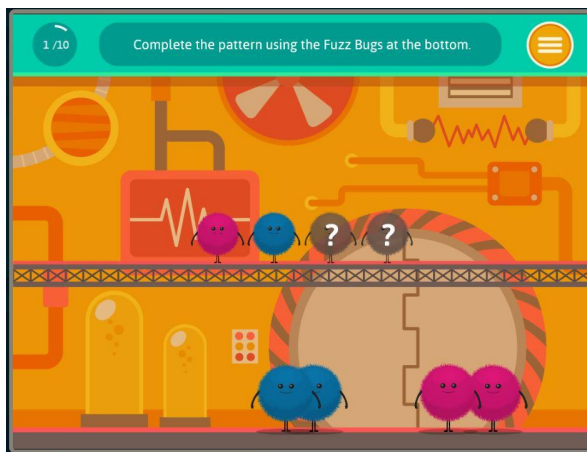 1 /10
Complete the pattern using the Fuzz Bugs at the bottom.
? ?